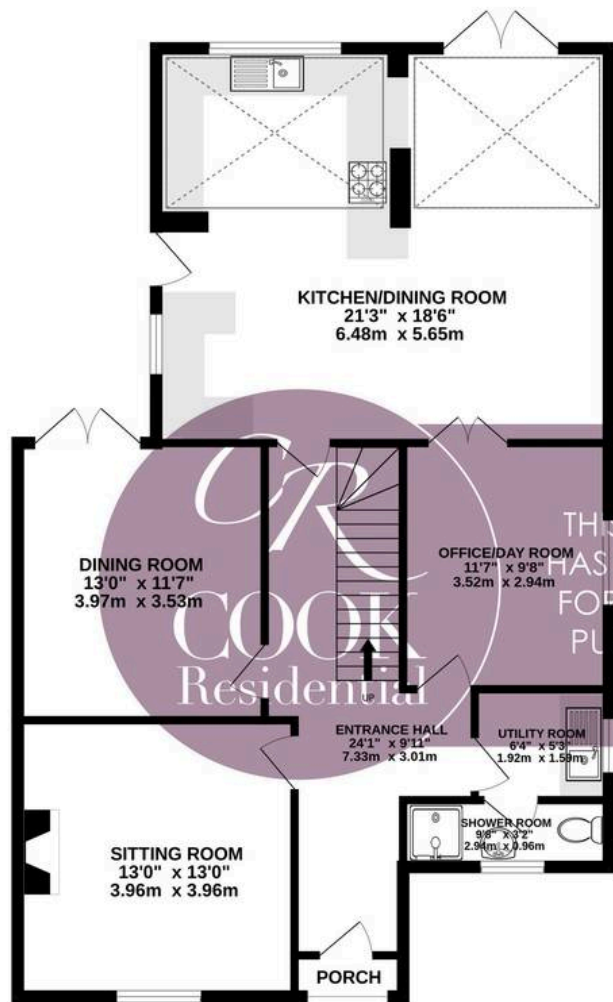 KITCHEN/DINING ROOM
21'3" x 18'6"
6.48m x 5.65m
CR
COOK
Residential
DINING ROOM
13'0" x 11'7"
3.97m x 3.53m
OFFICE/DAY ROOM
11'7" x 9'8"
3.52m x 2.94m
THIS
HAS
FOR
PU
UP
ENTRANCE HALL
24'1" x 9'11"
7.33m x 3.01m
UTILITY ROOM
6'4" x 5'3"
1.92m x 1.59m
SHOWER ROOM
9'8" x 3'2"
2.94m x 0.96m
SITTING ROOM
13'0" x 13'0"
3.96m x 3.96m
PORCH